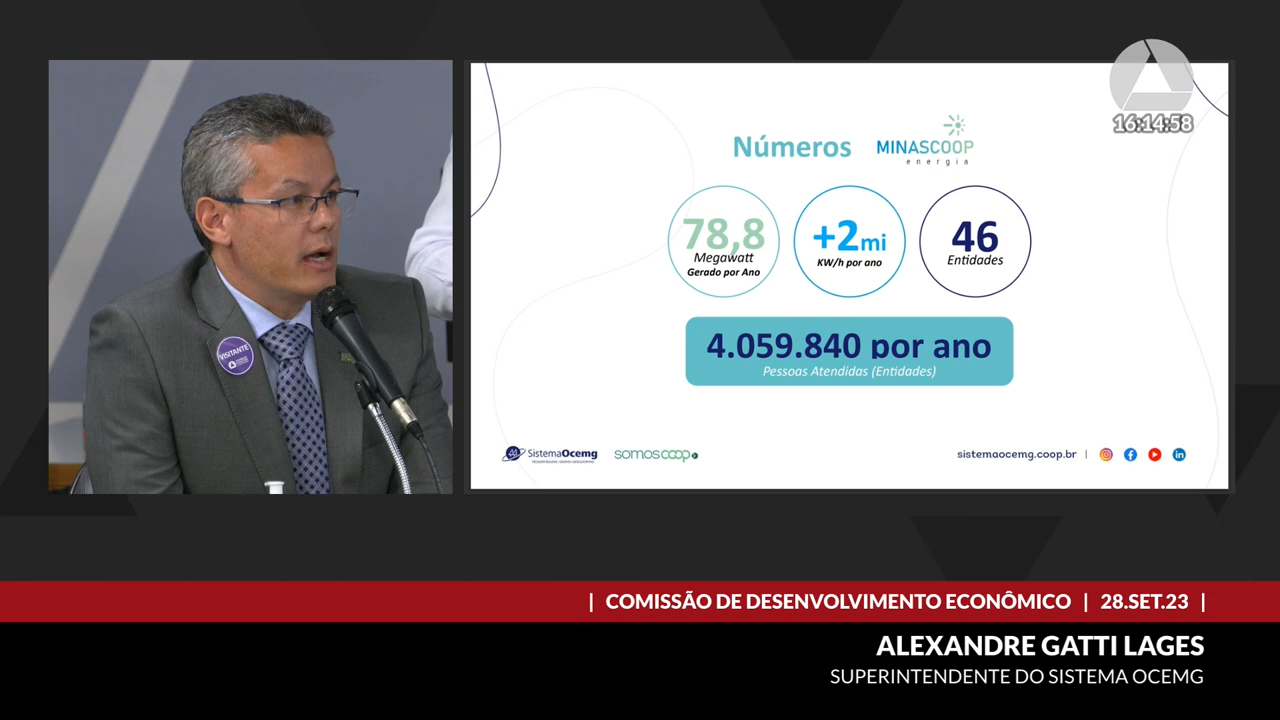 16:14:58
Números
MINASCOOP
energia
78,8
Megawatt
Gerado por Ano
+2mi
KW/h por ano
46
Entidades
4.059.840 por ano
Pessoas Atendidas (Entidades)
VISITANTE
SistemaOcemg
somoscoop
sistemaocemg.coop.br |
| COMISSÃO DE DESENVOLVIMENTO ECONÔMICO | 28.SET.23 |
ALEXANDRE GATTI LAGES
SUPERINTENDENTE DO SISTEMA OCEMG